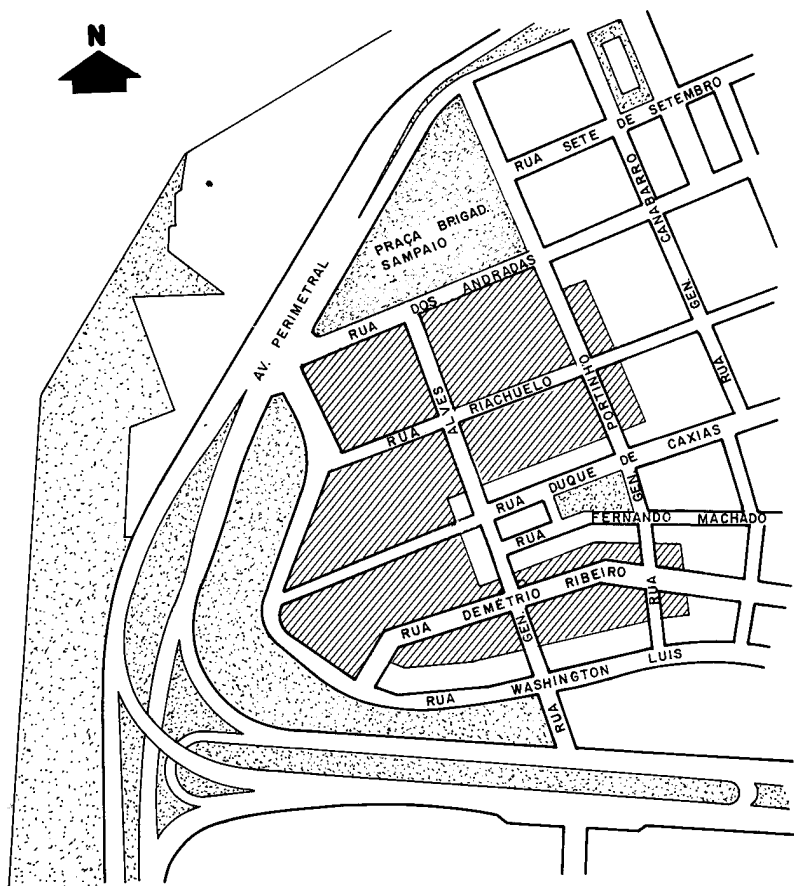 N
RUA SETE DE SETEMBRO
RUA GEN. CANABARRO
PRAÇA BRIGAD.
SAMPAIO
RUA DOS ANDRADAS
AV. PERIMETRAL
RUA RIACHUELO
RUA GEN. PORTINHO
RUA GEN. ALVES
RUA DUQUE DE CAXIAS
RUA FERNANDO MACHADO
RUA DEMÉTRIO RIBEIRO
RUA WASHINGTON LUIS